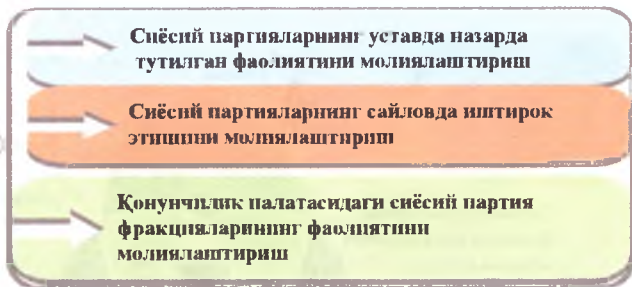 Сиёсий партияларнинг уставда назарда
тутилган фаолиятини молиялаштириш
Сиёсий партияларнинг сайловда иштирок
этишини молиялаштириш
Қонунчилик палатасидаги сиёсий партия
фракцияларининг фаолиятини
молиялаштириш